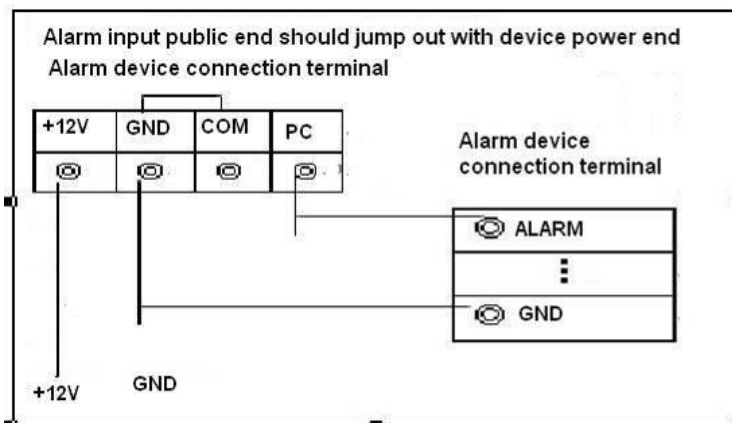 Alarm input public end should jump out with device power end
Alarm device connection terminal
+12V GND COM PC
Alarm device
connection terminal
ALARM
GND
+12V GND